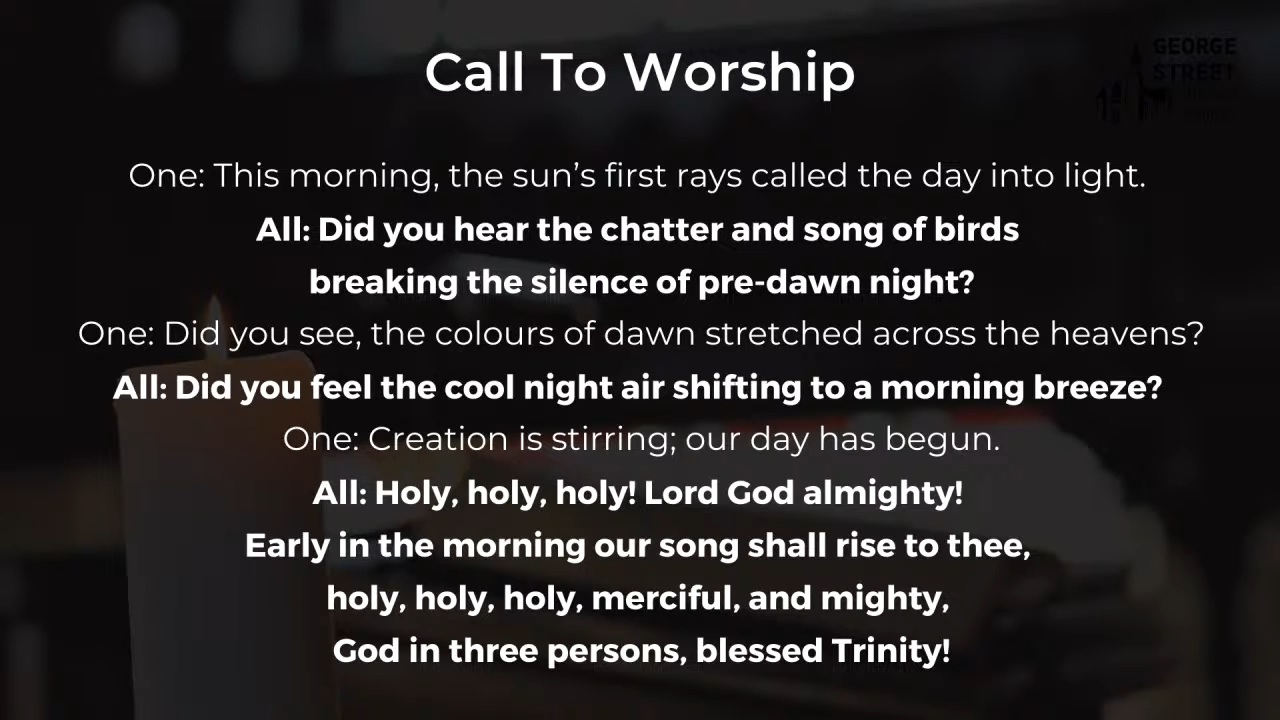 Call To Worship
GEORGE
STREET
One: This morning, the sun’s first rays called the day into light.
All: Did you hear the chatter and song of birds
breaking the silence of pre-dawn night?
One: Did you see, the colours of dawn stretched across the heavens?
All: Did you feel the cool night air shifting to a morning breeze?
One: Creation is stirring; our day has begun.
All: Holy, holy, holy! Lord God almighty!
Early in the morning our song shall rise to thee,
holy, holy, holy, merciful, and mighty,
God in three persons, blessed Trinity!